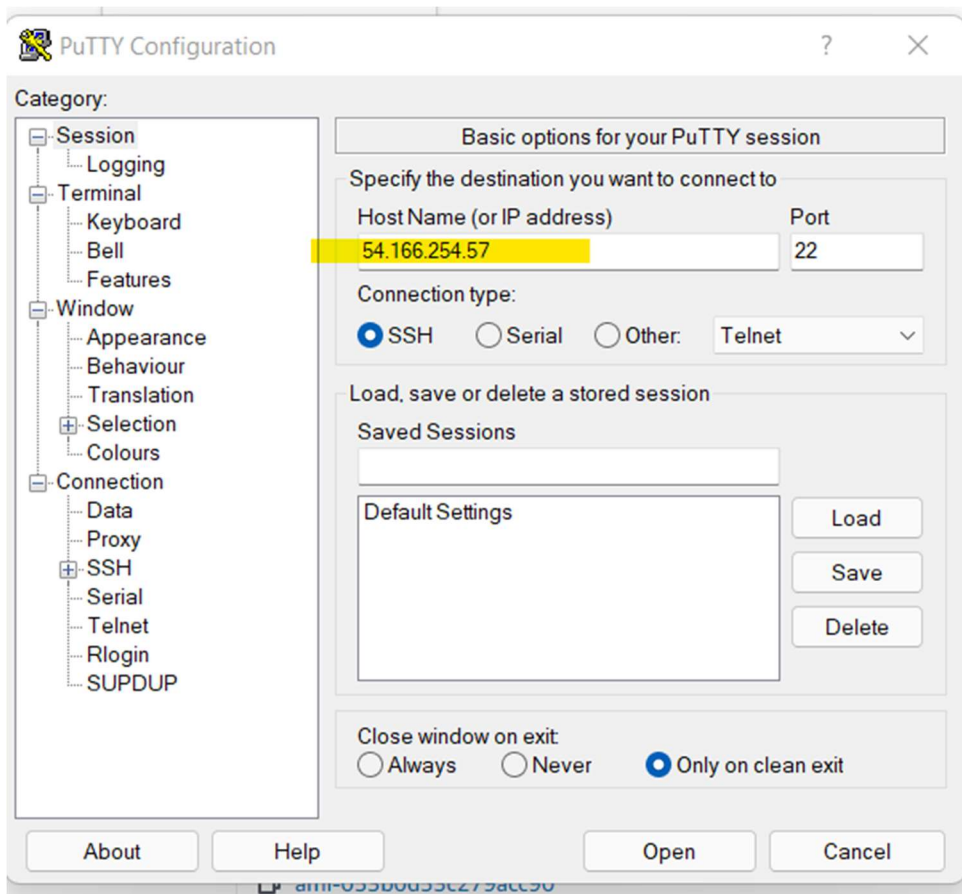 PuTTY Configuration
?
Category:
Session
Logging
Terminal
Keyboard
Bell
Features
Window
Appearance
Behaviour
Translation
Selection
Colours
Connection
Data
Proxy
SSH
Serial
Telnet
Rlogin
SUPDUP
Basic options for your PuTTY session
Specify the destination you want to connect to
Host Name (or IP address) Port
54.166.254.57 22
Connection type:
SSH Serial Other: Telnet
Load, save or delete a stored session
Saved Sessions
Default Settings
Load
Save
Delete
Close window on exit:
Always Never Only on clean exit
About Help Open Cancel